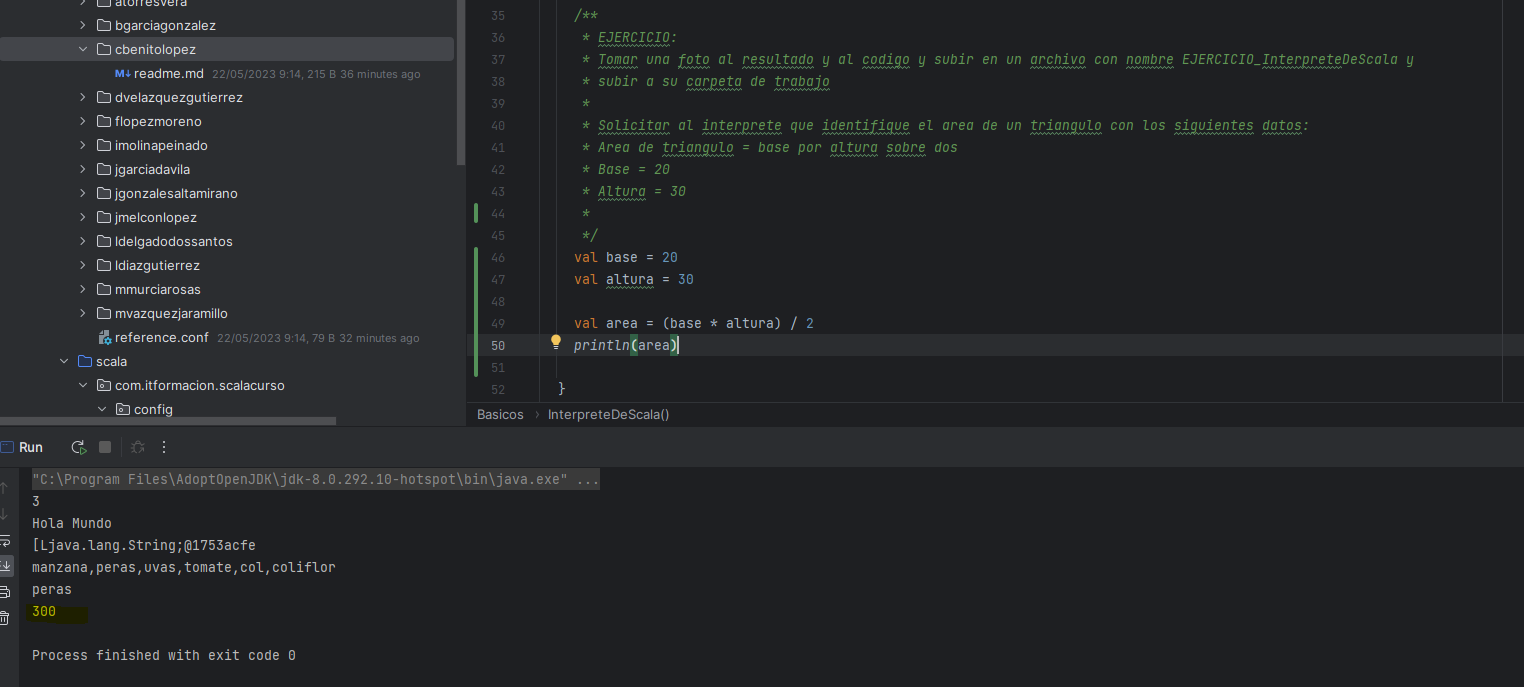 atorresvera
bgarciagonzalez
cbenitolopez
M↓ readme.md 22/05/2023 9:14, 215 B 36 minutes ago
dvelazquezgutierrez
flopezmoreno
imolinapeinado
jgarciadavila
jgonzalesaltamirano
jmelconlopez
ldelgadodossantos
ldiazgutierrez
mmurciarosas
mvazquezjaramillo
reference.conf 22/05/2023 9:14, 79 B 32 minutes ago
scala
com.itformacion.scalacurso
config
35 /**
36 * EJERCICIO:
37 * Tomar una foto al resultado y al codigo y subir en un archivo con nombre EJERCICIO_InterpreteDeScala y
38 * subir a su carpeta de trabajo
39 *
40 * Solicitar al interprete que identifique el area de un triangulo con los siguientes datos:
41 * Area de triangulo = base por altura sobre dos
42 * Base = 20
43 * Altura = 30
44 *
45 */
46 val base = 20
47 val altura = 30
48
49 val area = (base * altura) / 2
50 println(area)
51
52 }
Basicos › InterpreteDeScala()
Run
"C:\Program Files\AdoptOpenJDK\jdk-8.0.292.10-hotspot\bin\java.exe" ...
3
Hola Mundo
[Ljava.lang.String;@1753acfe
manzana,peras,uvas,tomate,col,coliflor
peras
300
Process finished with exit code 0